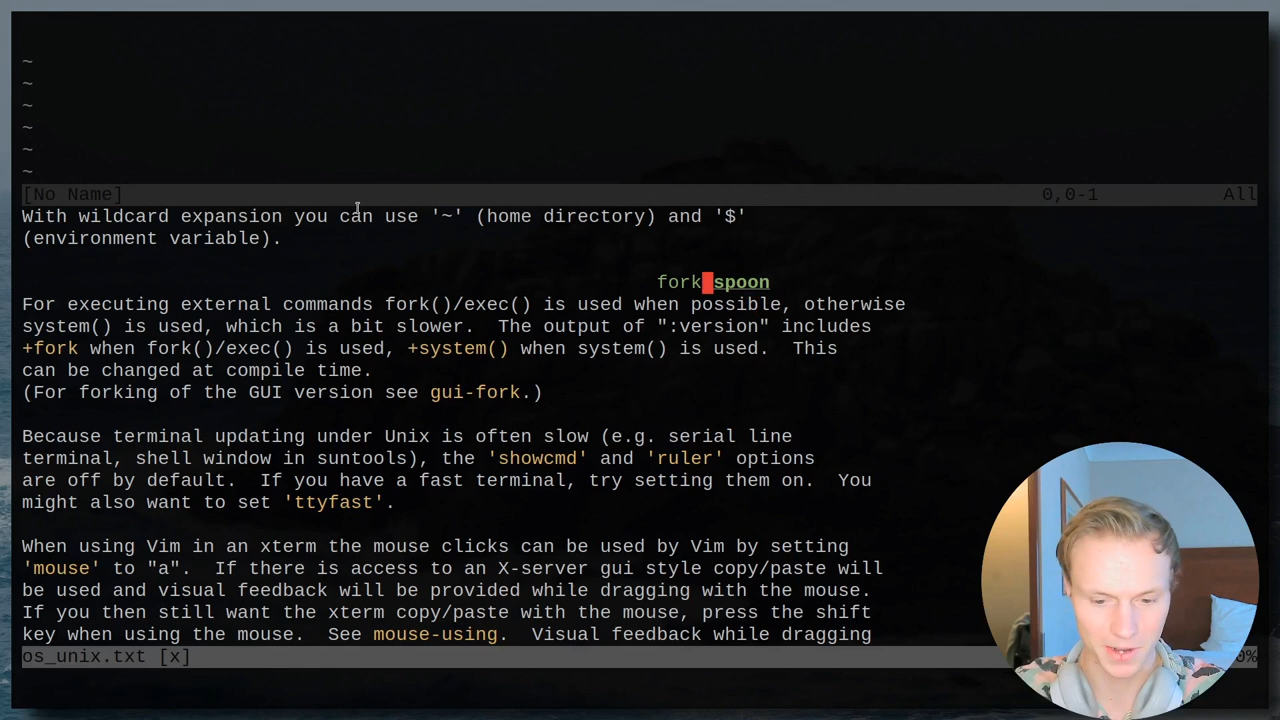 ~
~
~
~
~
~
[No Name] 0,0-1 All
With wildcard expansion you can use '~' (home directory) and '$'
(environment variable).
fork spoon
For executing external commands fork()/exec() is used when possible, otherwise
system() is used, which is a bit slower.  The output of ":version" includes
+fork when fork()/exec() is used, +system() when system() is used.  This
can be changed at compile time.
(For forking of the GUI version see gui-fork.)
Because terminal updating under Unix is often slow (e.g. serial line
terminal, shell window in suntools), the 'showcmd' and 'ruler' options
are off by default.  If you have a fast terminal, try setting them on.  You
might also want to set 'ttyfast'.
When using Vim in an xterm the mouse clicks can be used by Vim by setting
'mouse' to "a".  If there is access to an X-server gui style copy/paste will
be used and visual feedback will be provided while dragging with the mouse.
If you then still want the xterm copy/paste with the mouse, press the shift
key when using the mouse.  See mouse-using.  Visual feedback while dragging
os_unix.txt [x]